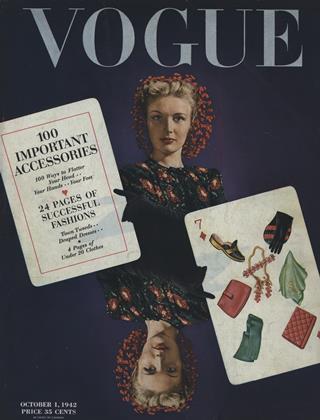 VOGUE
100
IMPORTANT
ACCESSORIES
100 Ways to Flatter
Your Head . .
Your Hands . . Your Feet
24 PAGES OF
SUCCESSFUL
FASHIONS
Town Tweeds . .
Draped Dresses . .
4 Pages of
Under 20 Clothes
7
OCTOBER 1, 1942
PRICE 35 CENTS